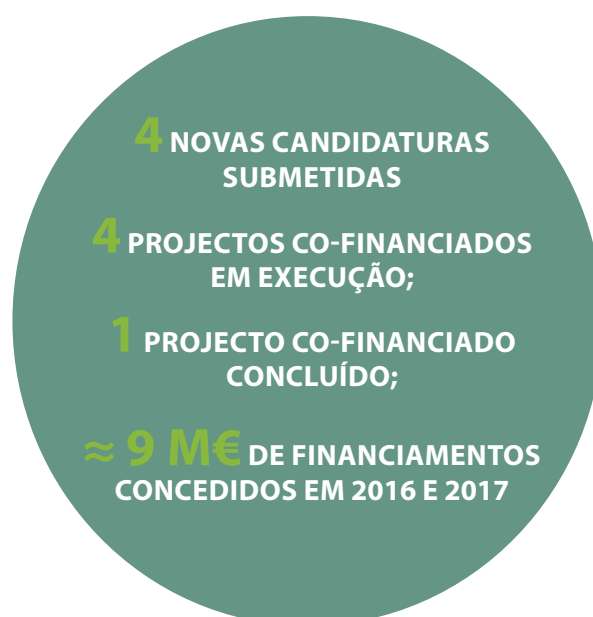 4 NOVAS CANDIDATURAS
SUBMETIDAS
4 PROJECTOS CO-FINANCIADOS
EM EXECUÇÃO;
1 PROJECTO CO-FINANCIADO
CONCLUÍDO;
≈ 9 M€ DE FINANCIAMENTOS
CONCEDIDOS EM 2016 E 2017